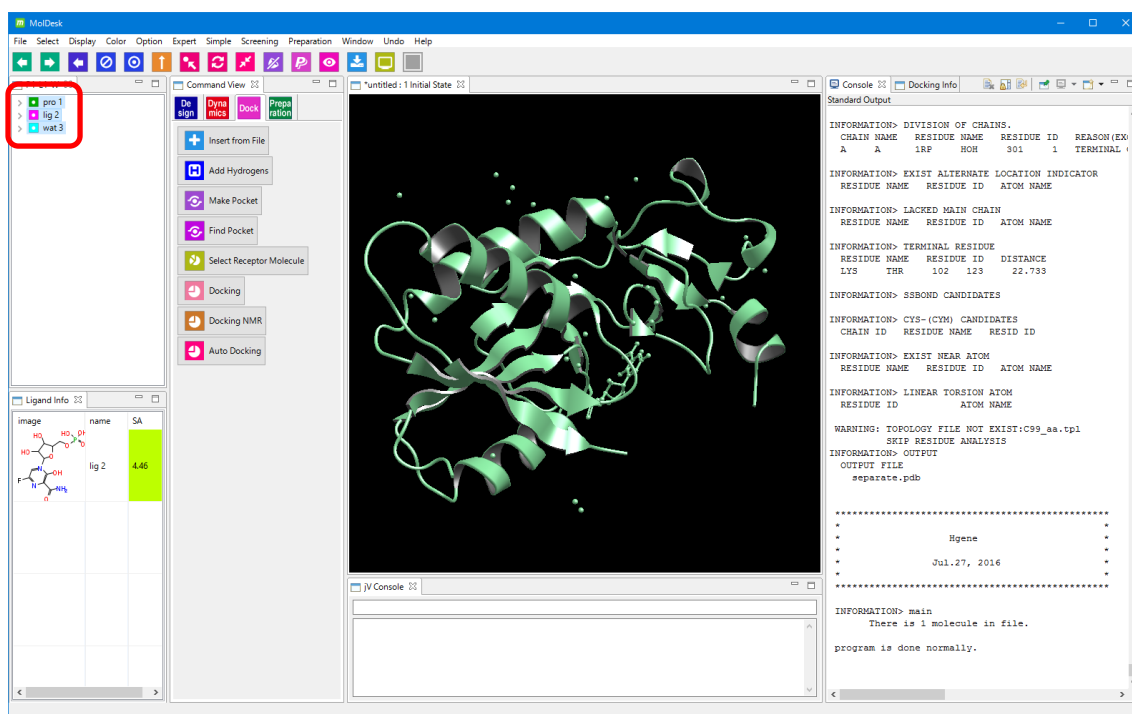 MolDesk
File Select Display Color Option Expert Simple Screening Preparation Window Undo Help
pro 1
lig 2
wat 3
Command View
De sign
Dyna mics
Dock
Prepa ration
Insert from File
Add Hydrogens
Make Pocket
Find Pocket
Select Receptor Molecule
Docking
Docking NMR
Auto Docking
Ligand Info
image name SA
HO HO OH
P O
HO O O
N OH
F N NH2
O
lig 2 4.46
*untitled : 1 Initial State
jV Console
Console Docking Info
Standard Output
INFORMATION> DIVISION OF CHAINS.
CHAIN NAME RESIDUE NAME RESIDUE ID REASON(EX
A A 1RP HOH 301 1 TERMINAL
INFORMATION> EXIST ALTERNATE LOCATION INDICATOR
RESIDUE NAME RESIDUE ID ATOM NAME
INFORMATION> LACKED MAIN CHAIN
RESIDUE NAME RESIDUE ID ATOM NAME
INFORMATION> TERMINAL RESIDUE
RESIDUE NAME RESIDUE ID DISTANCE
LYS THR 102 123 22.733
INFORMATION> SSBOND CANDIDATES
INFORMATION> CYS-(CYM) CANDIDATES
CHAIN ID RESIDUE NAME RESID ID
INFORMATION> EXIST NEAR ATOM
RESIDUE NAME RESIDUE ID ATOM NAME
INFORMATION> LINEAR TORSION ATOM
RESIDUE ID ATOM NAME
WARNING: TOPOLOGY FILE NOT EXIST:C99_aa.tpl
SKIP RESIDUE ANALYSIS
INFORMATION> OUTPUT
OUTPUT FILE
separate.pdb
************************************************
* *
* Hgene *
* *
* Jul.27, 2016 *
* *
************************************************
INFORMATION> main
There is 1 molecule in file.
program is done normally.